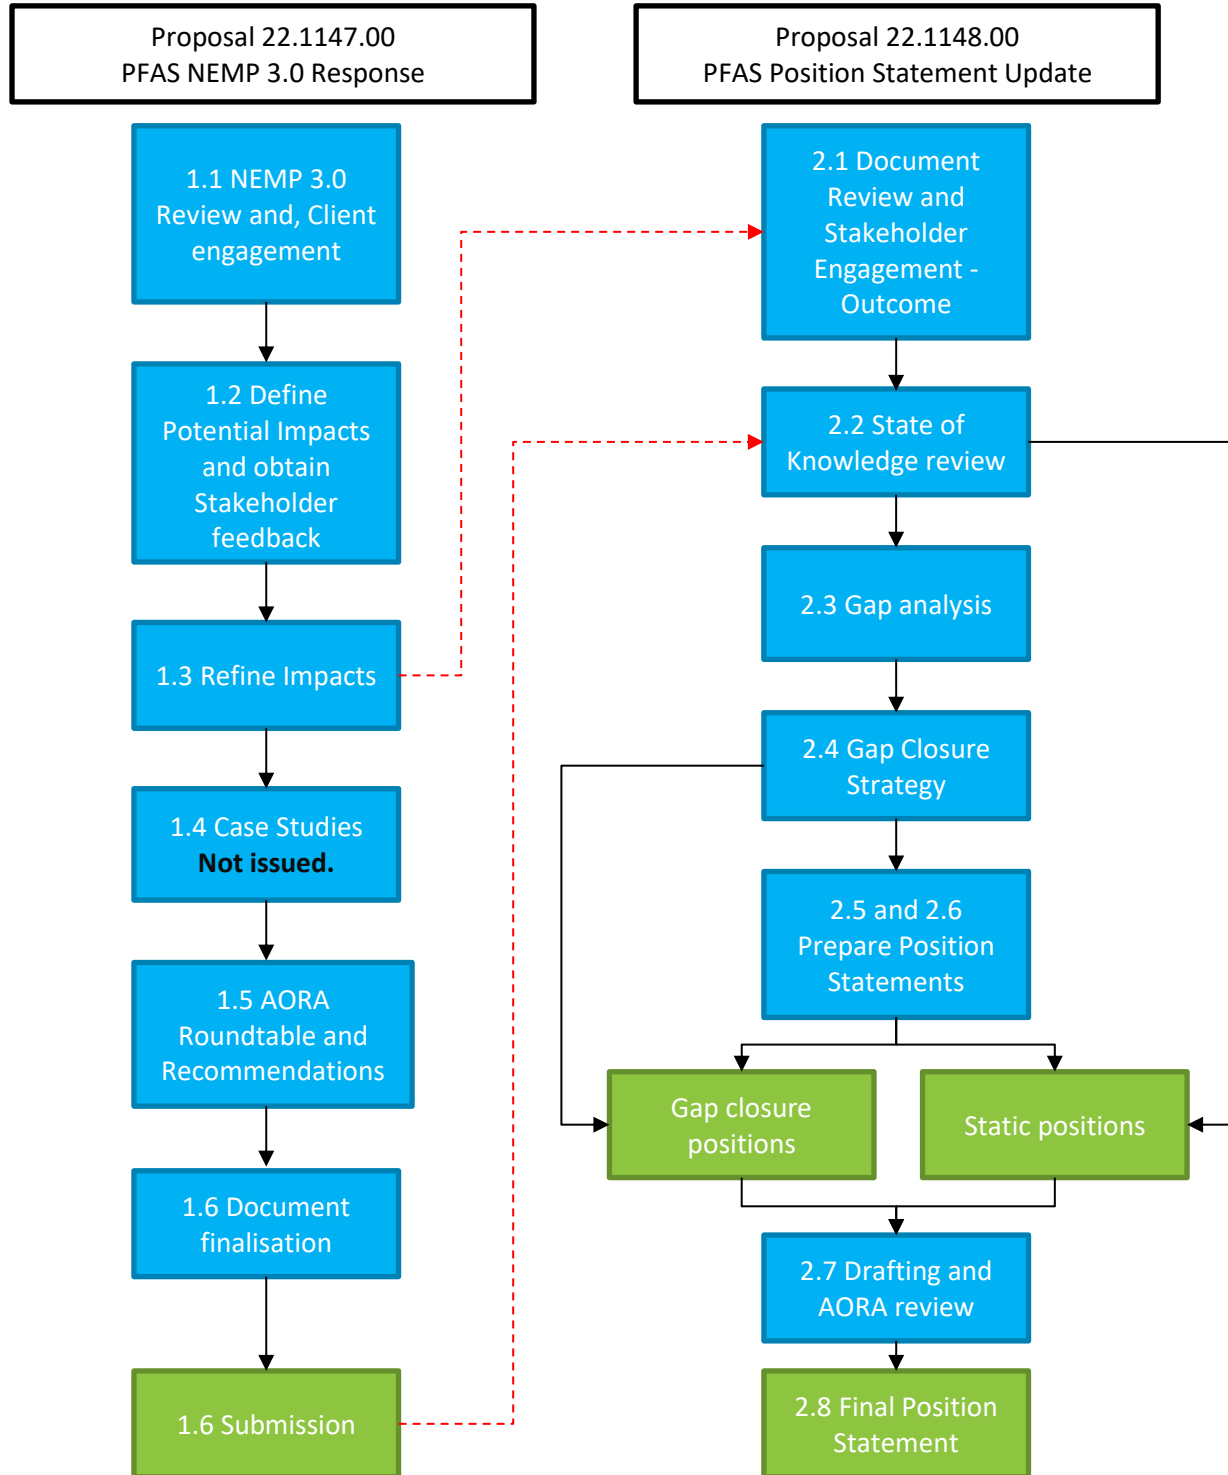 Proposal 22.1147.00
PFAS NEMP 3.0 Response
1.1 NEMP 3.0
Review and, Client
engagement
1.2 Define
Potential Impacts
and obtain
Stakeholder
feedback
1.3 Refine Impacts
1.4 Case Studies
Not issued.
1.5 AORA
Roundtable and
Recommendations
1.6 Document
finalisation
1.6 Submission
Proposal 22.1148.00
PFAS Position Statement Update
2.1 Document
Review and
Stakeholder
Engagement -
Outcome
2.2 State of
Knowledge review
2.3 Gap analysis
2.4 Gap Closure
Strategy
2.5 and 2.6
Prepare Position
Statements
Gap closure
positions
Static positions
2.7 Drafting and
AORA review
2.8 Final Position
Statement